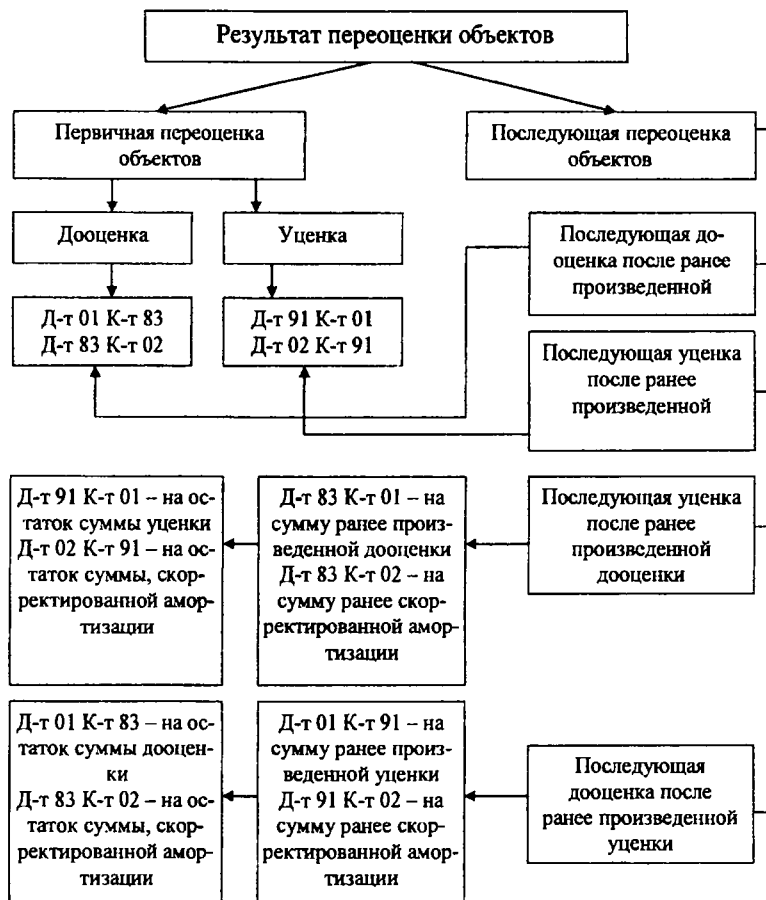 Результат переоценки объектов
Первичная переоценка
объектов
Последующая переоценка
объектов
Дооценка
Уценка
Последующая до-
оценка после ранее
произведенной
Д-т 01 К-т 83
Д-т 83 К-т 02
Д-т 91 К-т 01
Д-т 02 К-т 91
Последующая уценка
после ранее
произведенной
Д-т 91 К-т 01 – на ос-
таток суммы уценки
Д-т 02 К-т 91 – на ос-
таток суммы, скор-
ректированной амор-
тизации
Д-т 83 К-т 01 – на
сумму ранее произ-
веденной дооценки
Д-т 83 К-т 02 – на
сумму ранее скор-
ректированной амор-
тизации
Последующая уценка
после ранее
произведенной
дооценки
Д-т 01 К-т 83 – на ос-
таток суммы дооцен-
ки
Д-т 83 К-т 02 – на ос-
таток суммы, скор-
ректированной амор-
тизации
Д-т 01 К-т 91 – на
сумму ранее произ-
веденной уценки
Д-т 91 К-т 02 – на
сумму ранее скор-
ректированной амор-
тизации
Последующая
дооценка после
ранее произведенной
уценки